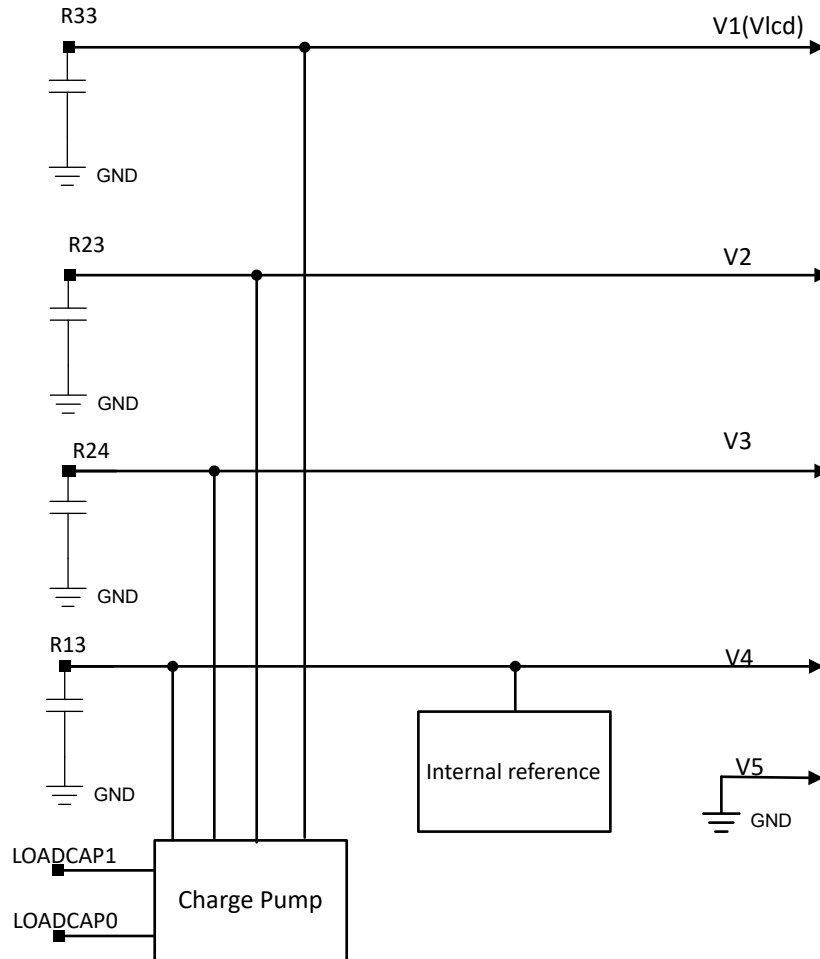 R33
V1(Vlcd)
GND
R23
V2
GND
R24
V3
GND
R13
V4
Internal reference
V5
GND
GND
LOADCAP1
Charge Pump
LOADCAP0